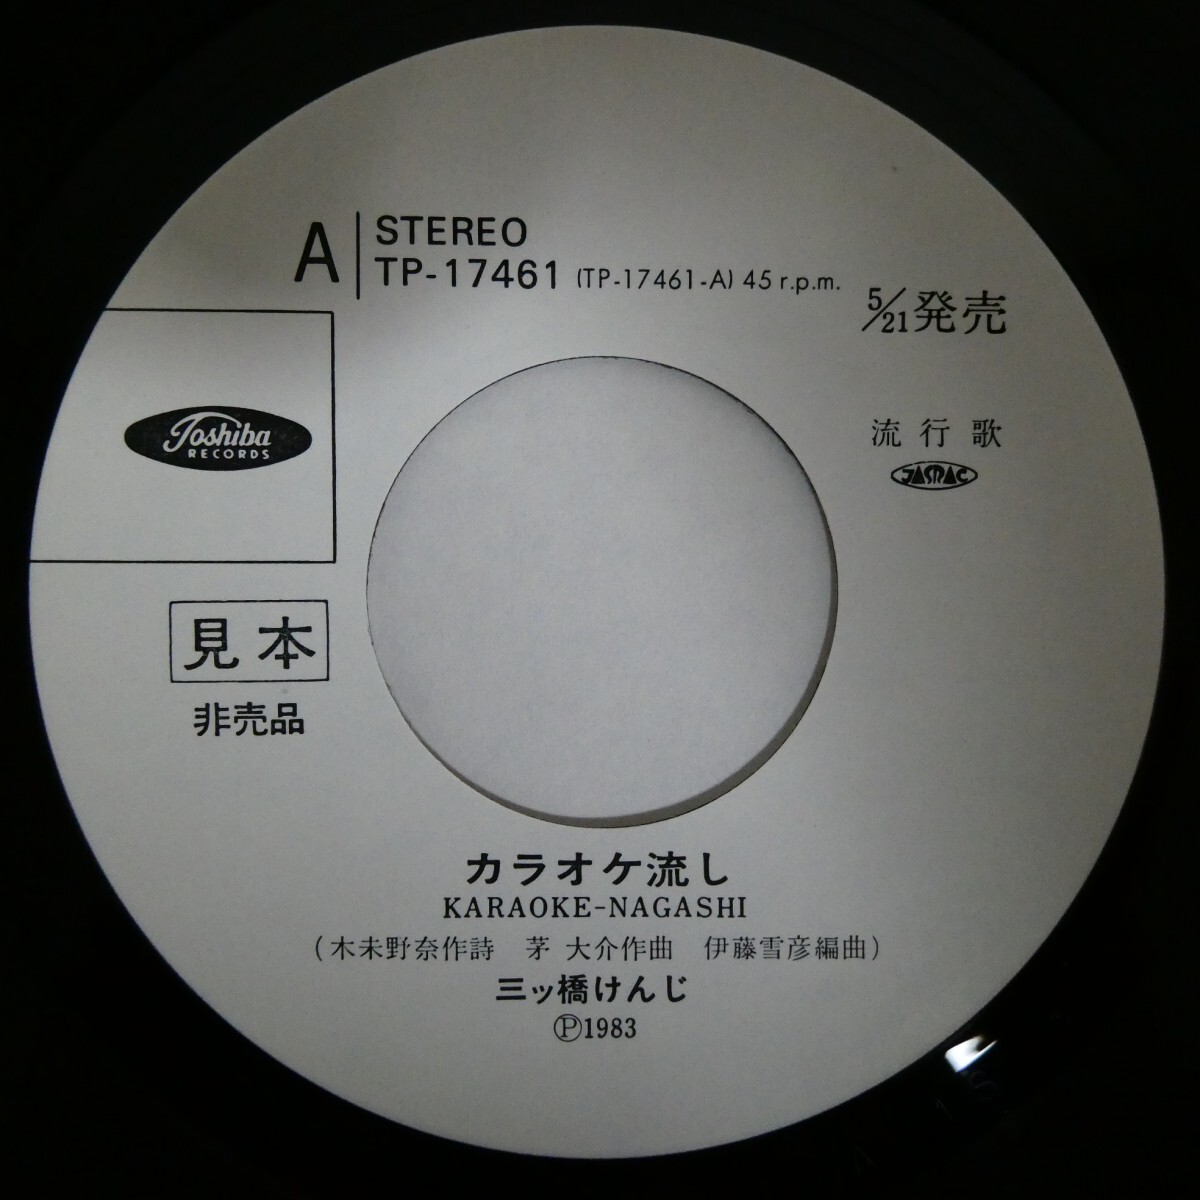 A
STEREO
TP-17461 (TP-17461-A) 45 r.p.m.
5/21発売
流行歌
JASRAC
Toshiba
RECORDS
見本
非売品
カラオケ流し
KARAOKE-NAGASHI
(木未野奈作詩 茅 大介作曲 伊藤雪彦編曲)
三ッ橋けんじ
Ⓟ1983